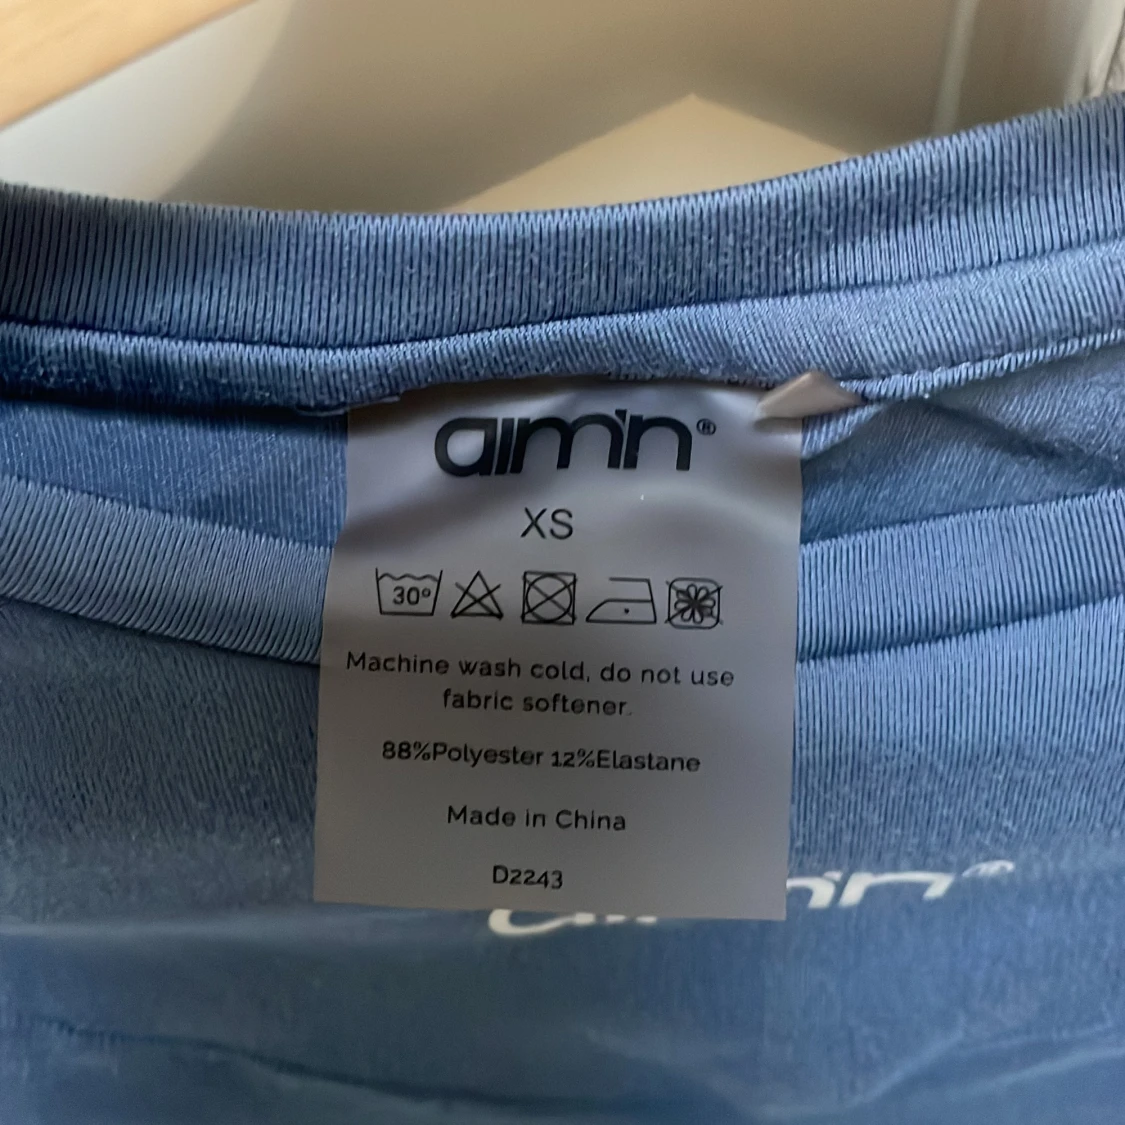 aim'n®
XS
30°
Machine wash cold, do not use
fabric softener.
88%Polyester 12%Elastane
Made in China
D2243